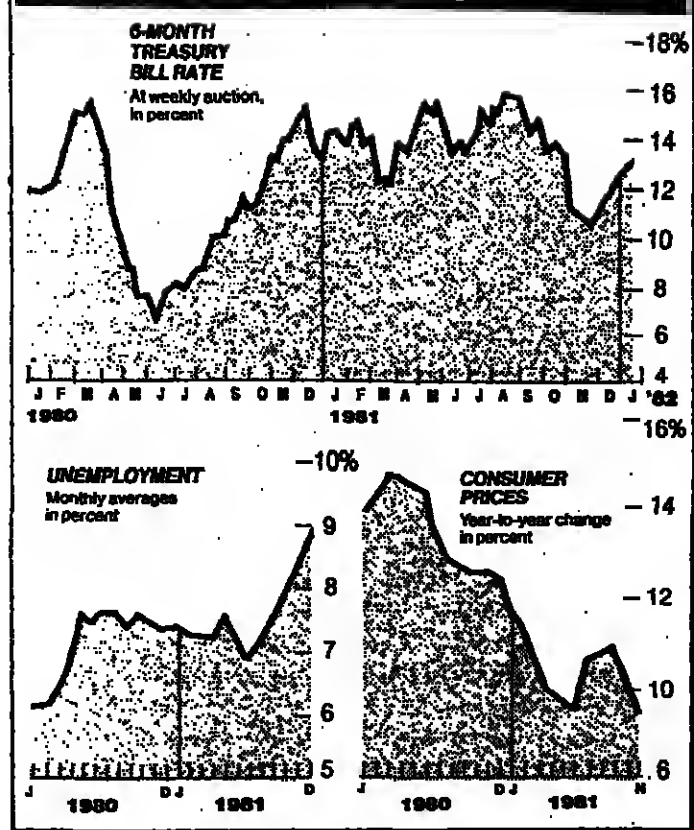 6-MONTH
TREASURY
BILL RATE
At weekly auction,
in percent
18%
16
14
12
10
8
6
4
J F M A M J J A S O N D J F M A M J J A S O N D J '82
1980 1981
UNEMPLOYMENT
Monthly averages
in percent
10%
9
8
7
6
5
J D J D
1980 1981
CONSUMER
PRICES
Year-to-year change
in percent
16%
14
12
10
6
J D J N
1980 1981